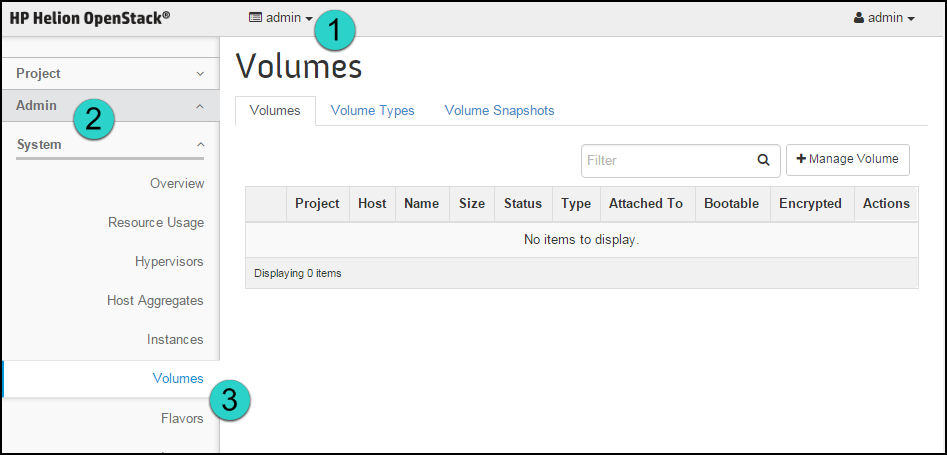 HP Helion OpenStack®
admin
1
admin
Project
Admin
2
System
Overview
Resource Usage
Hypervisors
Host Aggregates
Instances
Volumes
3
Flavors
Volumes
Volumes Volume Types Volume Snapshots
Filter
+ Manage Volume
Project Host Name Size Status Type Attached To Bootable Encrypted Actions
No items to display.
Displaying 0 items